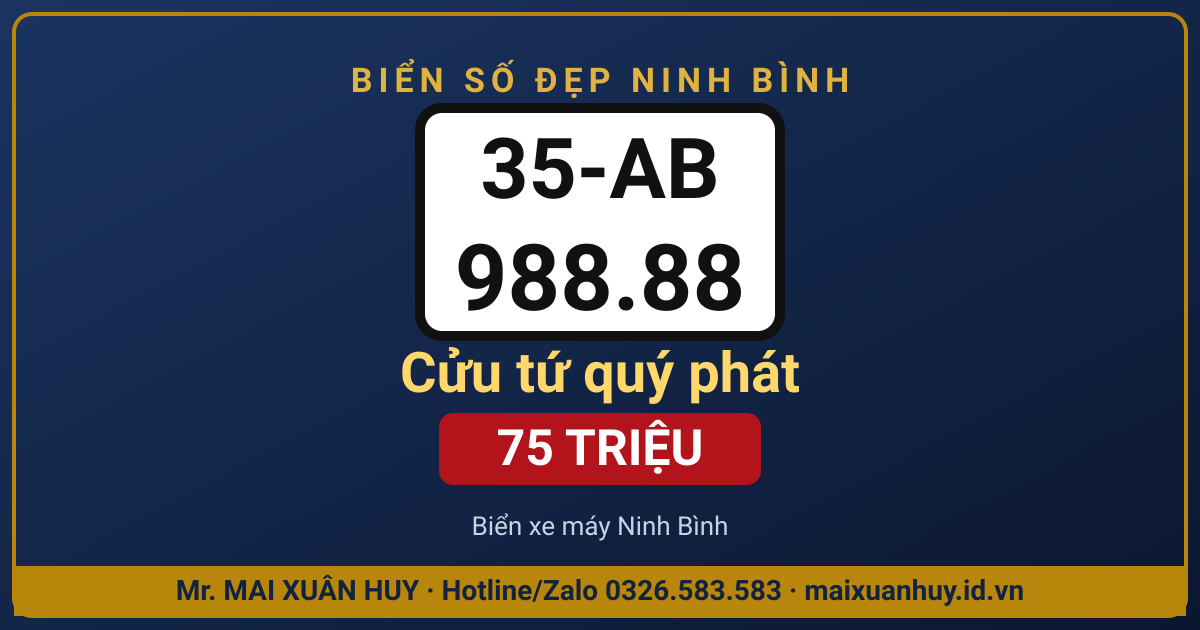 BIỂN SỐ ĐẸP NINH BÌNH
35-AB
988.88
Cửu tứ quý phát
75 TRIỆU
Biển xe máy Ninh Bình
Mr. MAI XUÂN HUY · Hotline/Zalo 0326.583.583 · maixuanhuy.id.vn